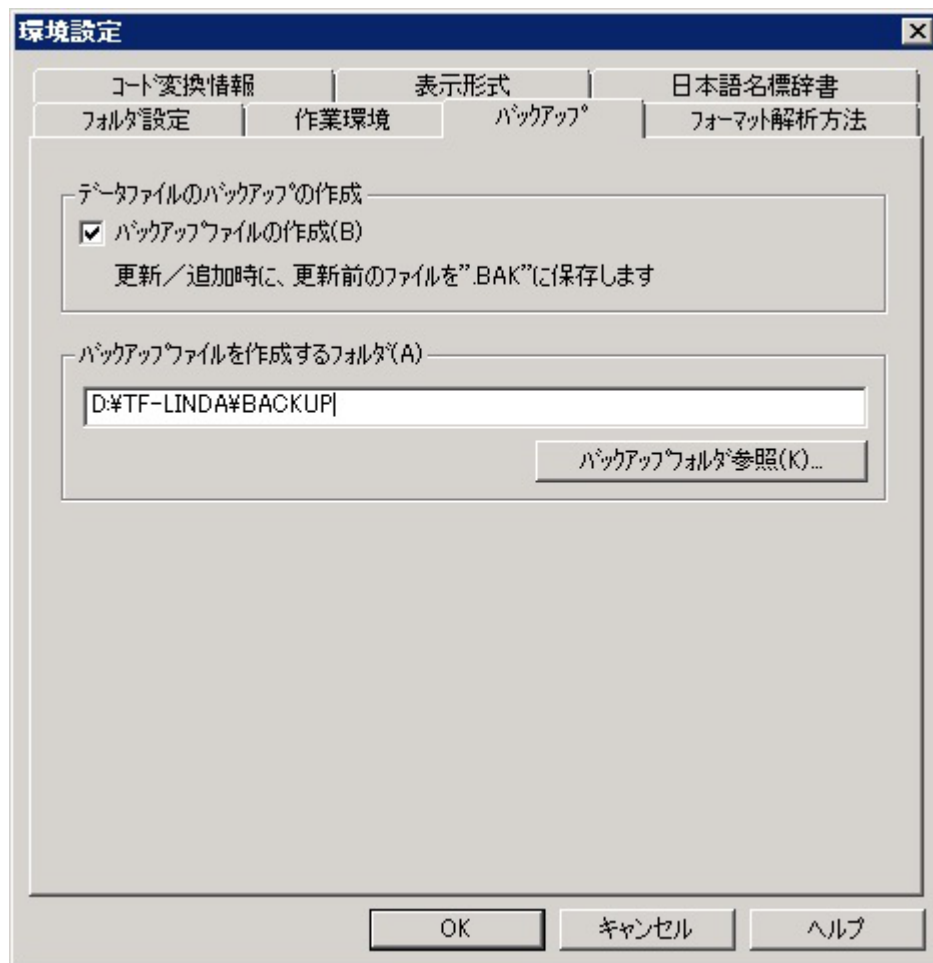 環境設定
コード変換情報 表示形式 日本語名標辞書
フォルダ設定 作業環境 バックアップ フォーマット解析方法
データファイルのバックアップの作成
バックアップファイルの作成(B)
更新／追加時に、更新前のファイルを”.BAK”に保存します
バックアップファイルを作成するフォルダ(A)
D:¥TF-LINDA¥BACKUP
バックアップフォルダ参照(K)...
OK キャンセル ヘルプ